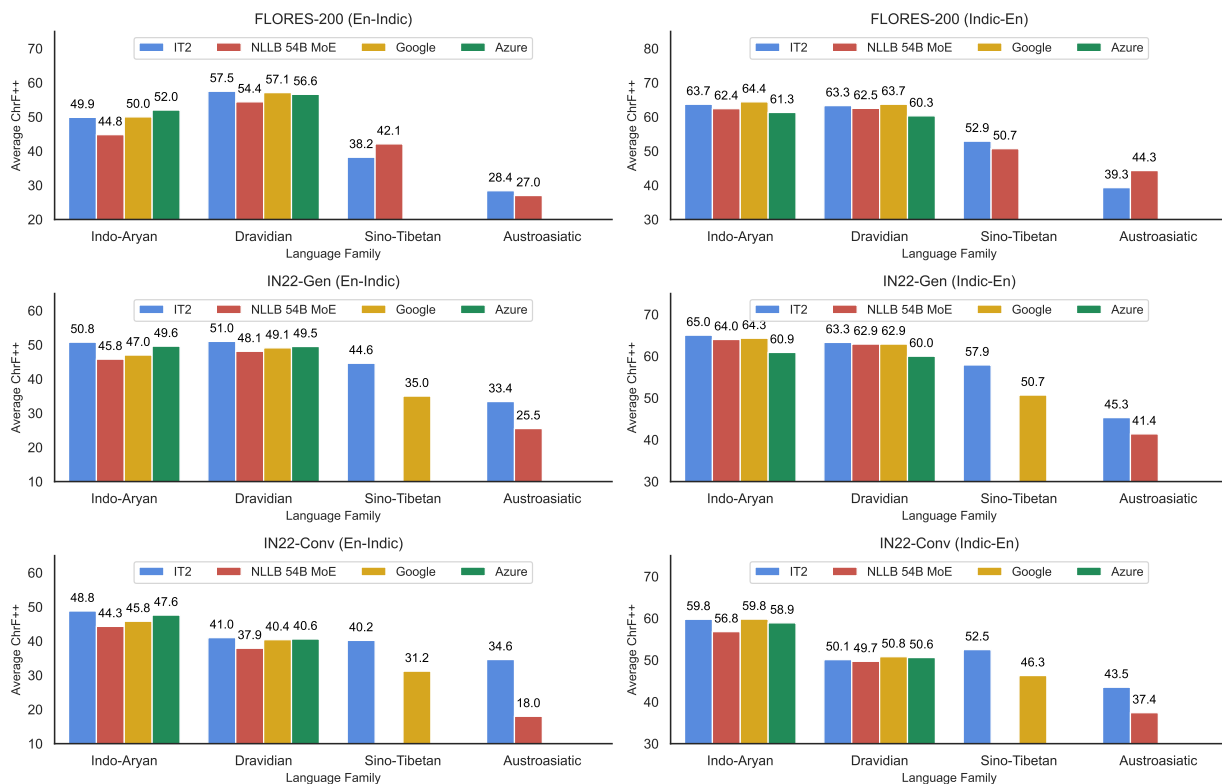 FLORES-200 (En-Indic)
IT2 NLLB 54B MoE Google Azure
Average ChrF++
70
60
50
40
30
20
49.9 44.8 50.0 52.0
57.5 54.4 57.1 56.6
38.2 42.1
28.4 27.0
Indo-Aryan Dravidian Sino-Tibetan Austroasiatic
Language Family
FLORES-200 (Indic-En)
IT2 NLLB 54B MoE Google Azure
Average ChrF++
80
70
60
50
40
30
63.7 62.4 64.4 61.3
63.3 62.5 63.7 60.3
52.9 50.7
39.3 44.3
Indo-Aryan Dravidian Sino-Tibetan Austroasiatic
Language Family
IN22-Gen (En-Indic)
IT2 NLLB 54B MoE Google Azure
Average ChrF++
60
50
40
30
20
10
50.8 45.8 47.0 49.6
51.0 48.1 49.1 49.5
44.6 35.0
33.4 25.5
Indo-Aryan Dravidian Sino-Tibetan Austroasiatic
Language Family
IN22-Gen (Indic-En)
IT2 NLLB 54B MoE Google Azure
Average ChrF++
70
60
50
40
30
65.0 64.0 64.3 60.9
63.3 62.9 62.9 60.0
57.9 50.7
45.3 41.4
Indo-Aryan Dravidian Sino-Tibetan Austroasiatic
Language Family
IN22-Conv (En-Indic)
IT2 NLLB 54B MoE Google Azure
Average ChrF++
60
50
40
30
20
10
48.8 44.3 45.8 47.6
41.0 37.9 40.4 40.6
40.2 31.2
34.6 18.0
Indo-Aryan Dravidian Sino-Tibetan Austroasiatic
Language Family
IN22-Conv (Indic-En)
IT2 NLLB 54B MoE Google Azure
Average ChrF++
70
60
50
40
30
59.8 56.8 59.8 58.9
50.1 49.7 50.8 50.6
52.5 46.3
43.5 37.4
Indo-Aryan Dravidian Sino-Tibetan Austroasiatic
Language Family